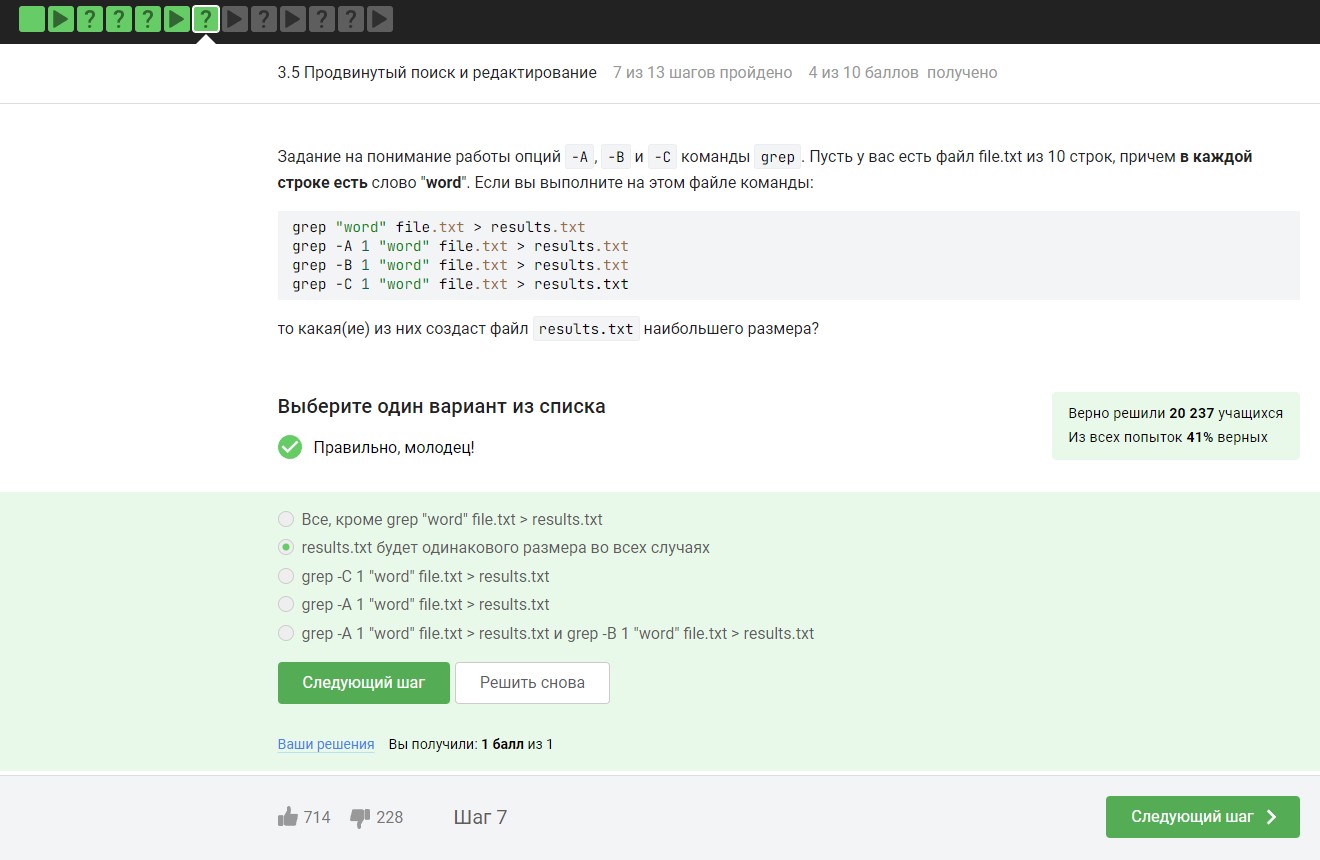 ? ? ? ? ? ? ?
3.5 Продвинутый поиск и редактирование 7 из 13 шагов пройдено 4 из 10 баллов получено
Задание на понимание работы опций -A, -B и -C команды grep. Пусть у вас есть файл file.txt из 10 строк, причем в каждой
строке есть слово "word". Если вы выполните на этом файле команды:
grep "word" file.txt > results.txt
grep -A 1 "word" file.txt > results.txt
grep -B 1 "word" file.txt > results.txt
grep -C 1 "word" file.txt > results.txt
то какая(ие) из них создаст файл results.txt наибольшего размера?
Выберите один вариант из списка
Правильно, молодец!
Верно решили 20 237 учащихся
Из всех попыток 41% верных
Все, кроме grep "word" file.txt > results.txt
results.txt будет одинакового размера во всех случаях
grep -C 1 "word" file.txt > results.txt
grep -A 1 "word" file.txt > results.txt
grep -A 1 "word" file.txt > results.txt и grep -B 1 "word" file.txt > results.txt
Следующий шаг Решить снова
Ваши решения Вы получили: 1 балл из 1
714 228 Шаг 7 Следующий шаг